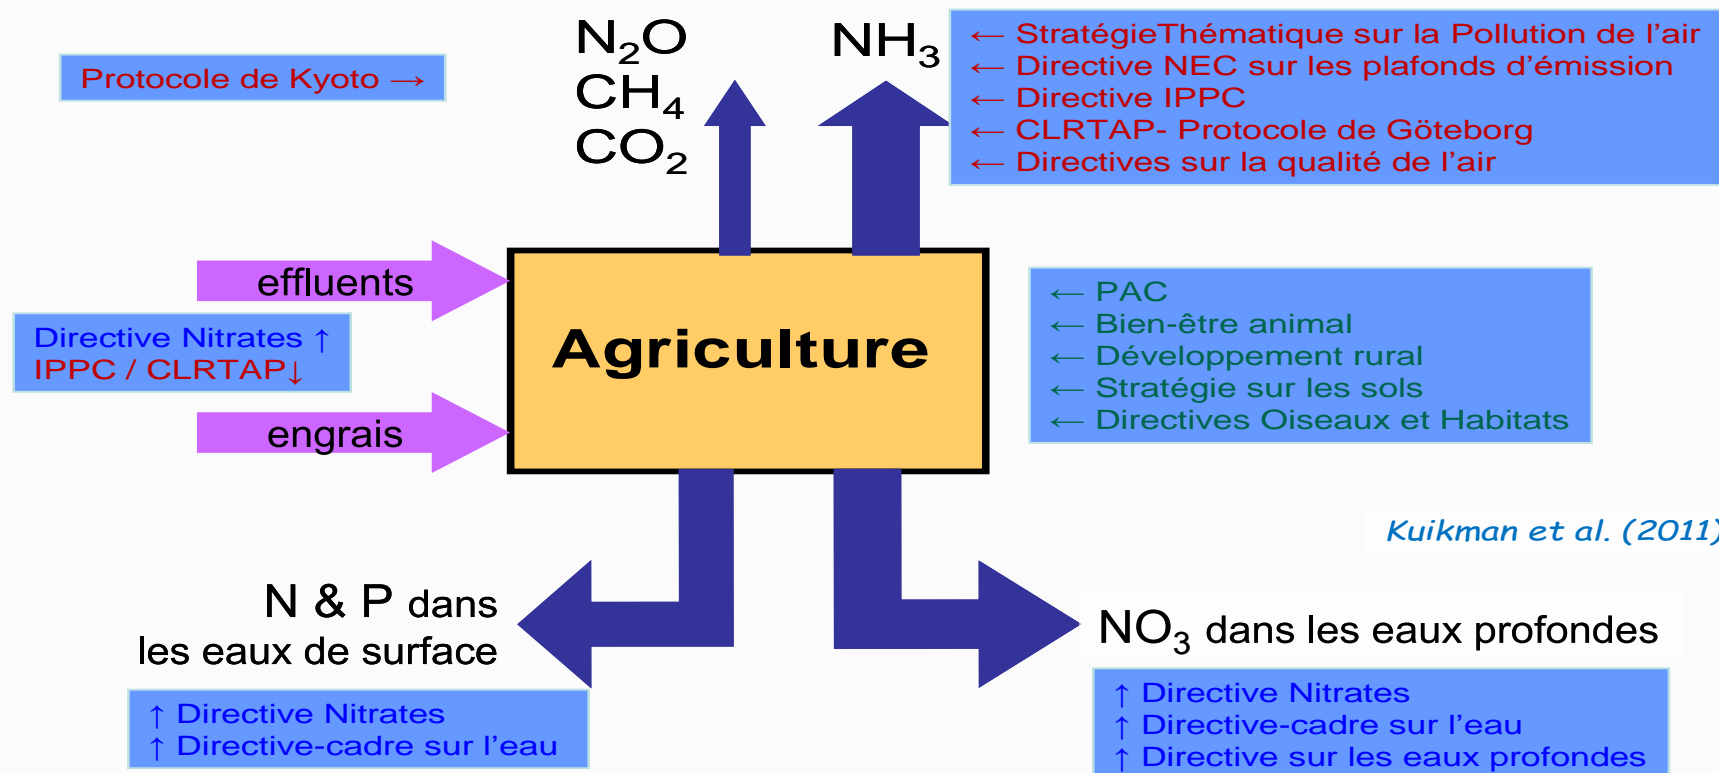 Protocole de Kyoto →
N₂O
CH₄
CO₂
NH₃
← StratégieThématique sur la Pollution de l’air
← Directive NEC sur les plafonds d’émission
← Directive IPPC
← CLRTAP- Protocole de Göteborg
← Directives sur la qualité de l’air
effluents
Directive Nitrates ↑
IPPC / CLRTAP↓
engrais
Agriculture
← PAC
← Bien-être animal
← Développement rural
← Stratégie sur les sols
← Directives Oiseaux et Habitats
Kuikman et al. (2011)
N & P dans
les eaux de surface
↑ Directive Nitrates
↑ Directive-cadre sur l’eau
NO₃ dans les eaux profondes
↑ Directive Nitrates
↑ Directive-cadre sur l’eau
↑ Directive sur les eaux profondes